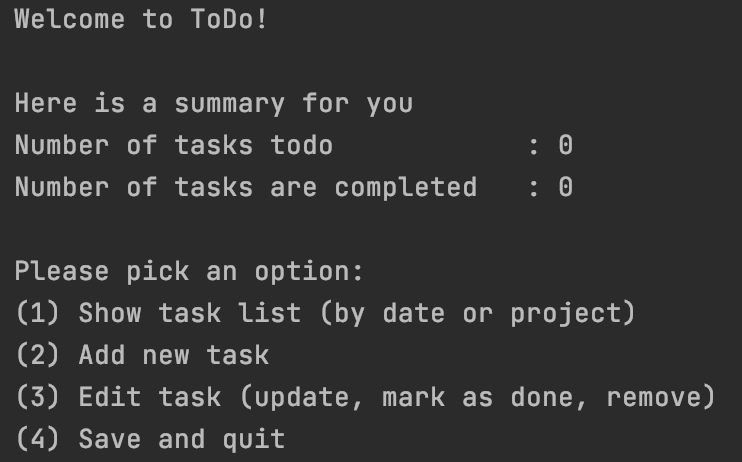 Welcome to ToDo!
Here is a summary for you
Number of tasks todo            : 0
Number of tasks are completed   : 0
Please pick an option:
(1) Show task list (by date or project)
(2) Add new task
(3) Edit task (update, mark as done, remove)
(4) Save and quit